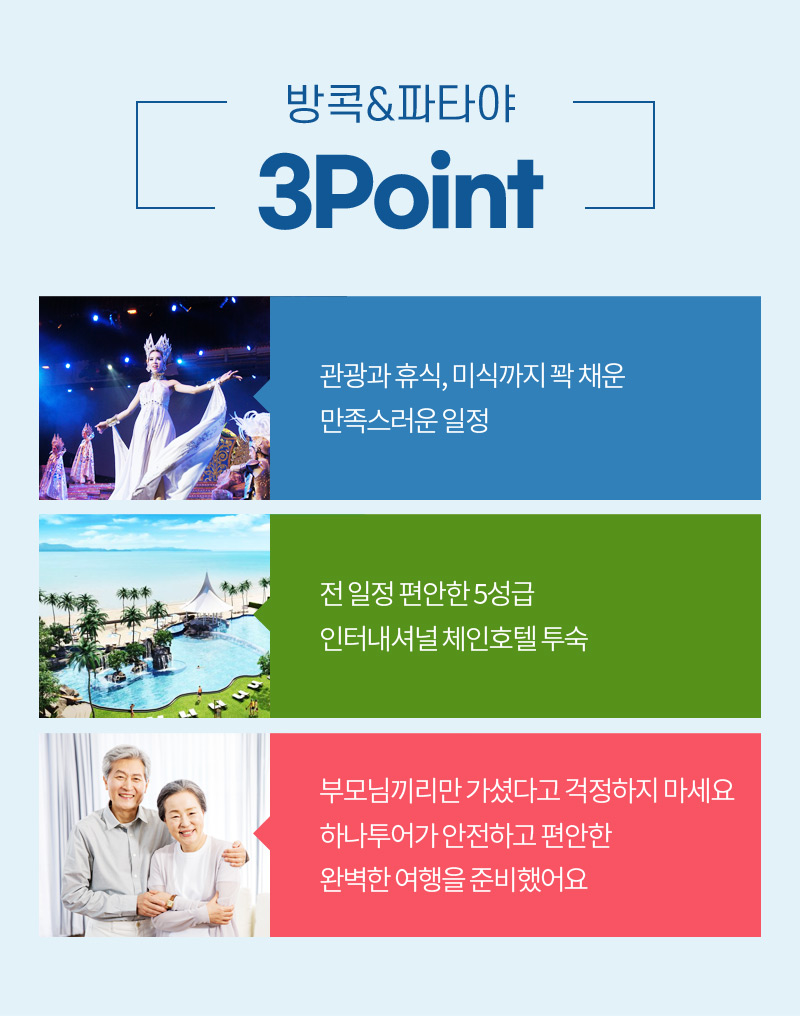 방콕&파타야
3Point
관광과 휴식, 미식까지 꽉 채운
만족스러운 일정
전 일정 편안한 5성급
인터내셔널 체인호텔 투숙
부모님끼리만 가셨다고 걱정하지 마세요
하나투어가 안전하고 편안한
완벽한 여행을 준비했어요